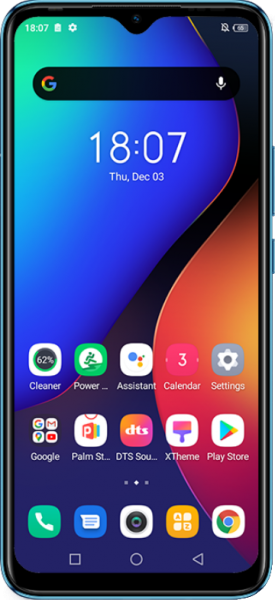 18:07
18:07
Thu, Dec 03
62%
3
Cleaner Power ... Assistant Calendar Settings
dts
Google Palm St... DTS Sou... XTheme Play Store